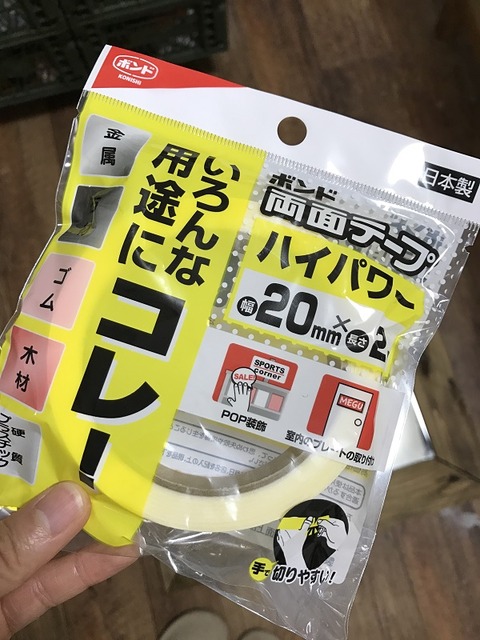 ボンド
KONISHI
日本製
いろんな
用途に
コレ!
金属
ゴム
木材
硬質
プラスチック
ボンド
両面テープ
ハイパワー
幅20mm×長さ2
SPORTS
corner
SALE
POP装飾
MEGU
室内のプレートの取り付け
手で切りやすい!